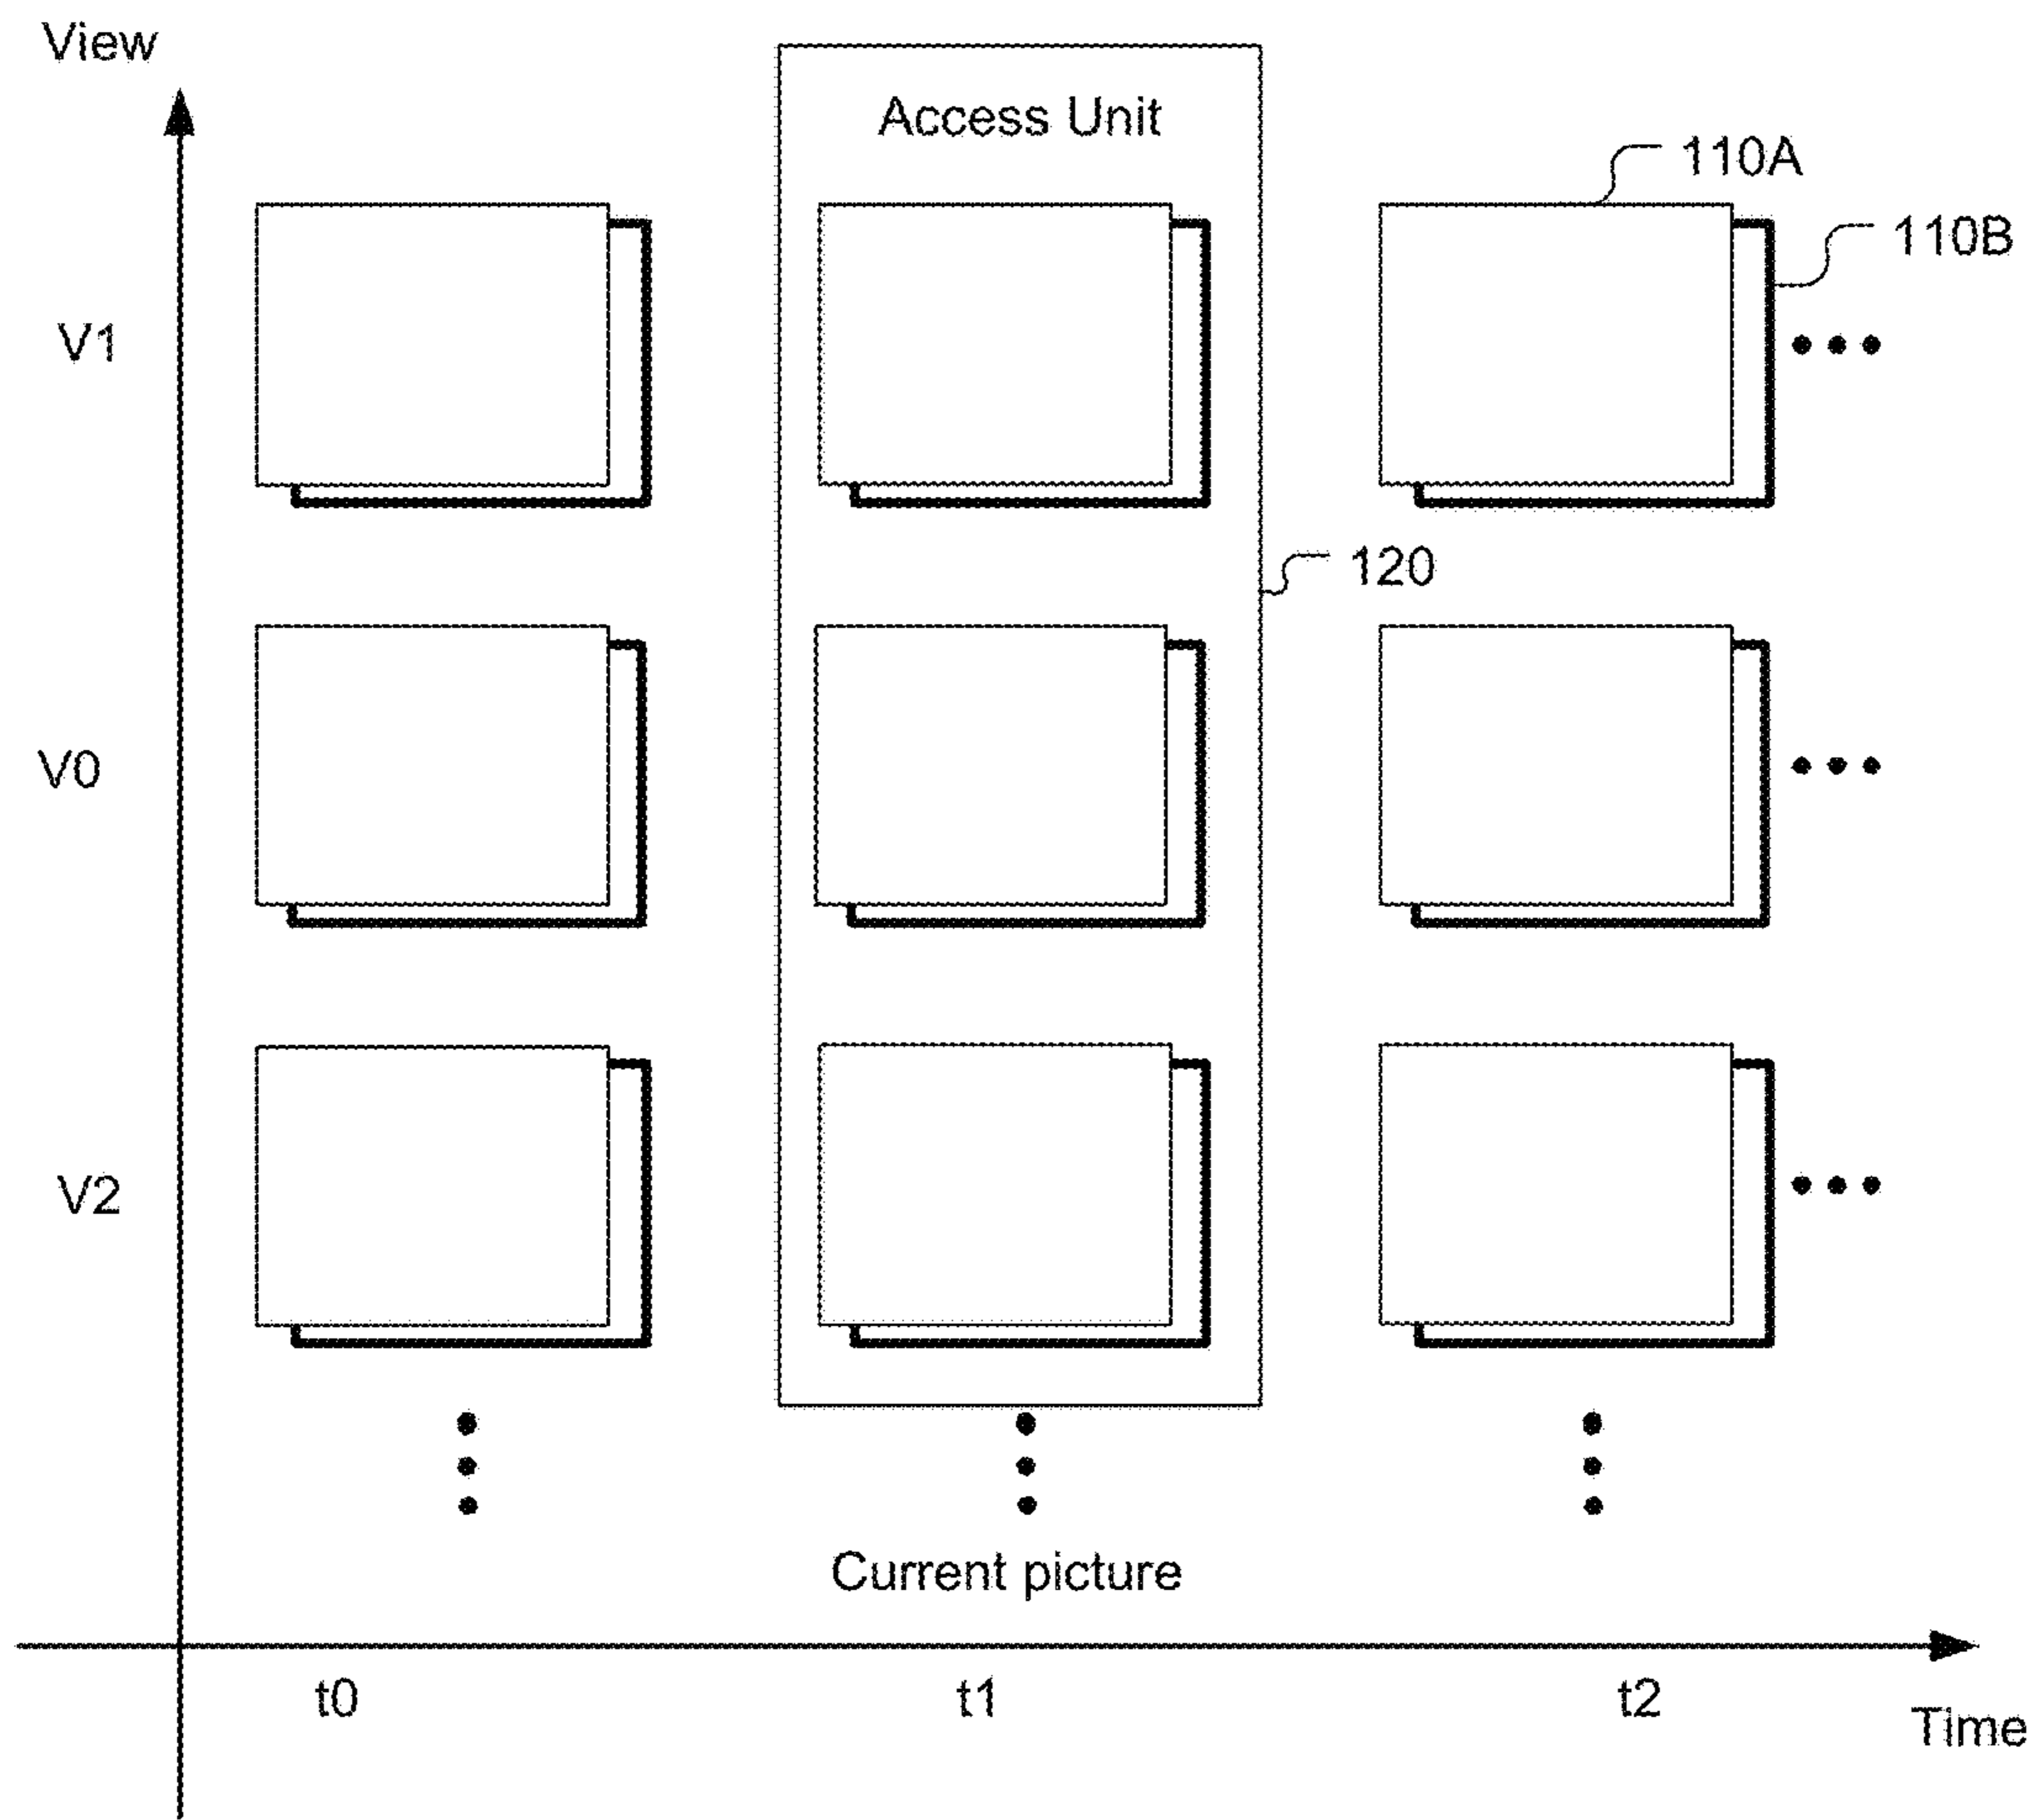 View
Access Unit
110A
110B
V1
120
V0
V2
Current picture
t0
t1
t2
Time